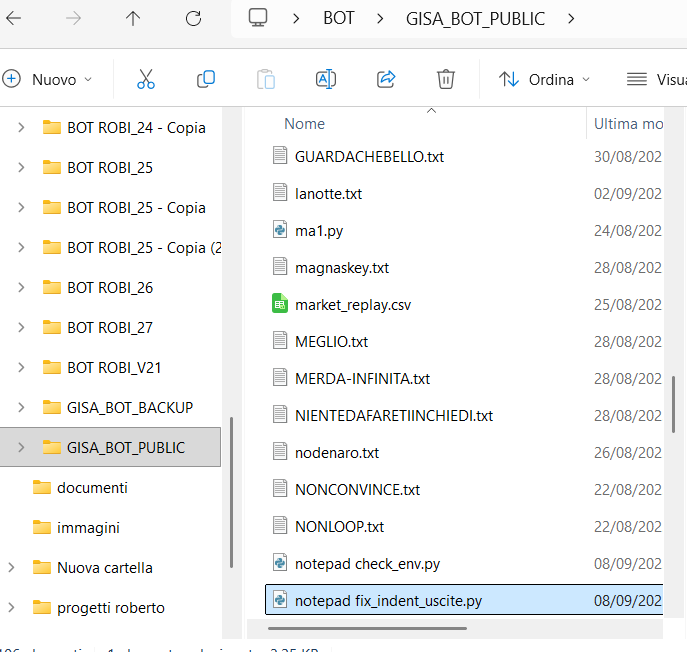 BOT
GISA_BOT_PUBLIC
Nuovo
Ordina
Visua
BOT ROBI_24 - Copia
BOT ROBI_25
BOT ROBI_25 - Copia
BOT ROBI_25 - Copia (2
BOT ROBI_26
BOT ROBI_27
BOT ROBI_V21
GISA_BOT_BACKUP
GISA_BOT_PUBLIC
documenti
immagini
Nuova cartella
progetti roberto
Nome
Ultima mo
GUARDACHEBELLO.txt 30/08/202
lanotte.txt 02/09/202
ma1.py 24/08/202
magnaskey.txt 28/08/202
market_replay.csv 25/08/202
MEGLIO.txt 28/08/202
MERDA-INFINITA.txt 28/08/202
NIENTEDAFARETIINCHIEDI.txt 28/08/202
nodenaro.txt 26/08/202
NONCONVINCE.txt 22/08/202
NONLOOP.txt 22/08/202
notepad check_env.py 08/09/202
notepad fix_indent_uscite.py 08/09/202